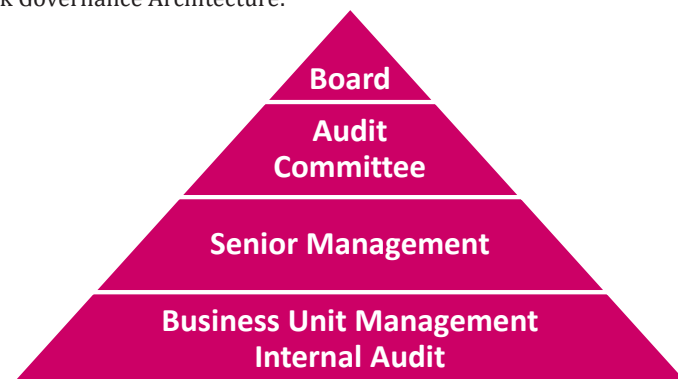 k Governance Architecture:
Board
Audit
Committee
Senior Management
Business Unit Management
Internal Audit